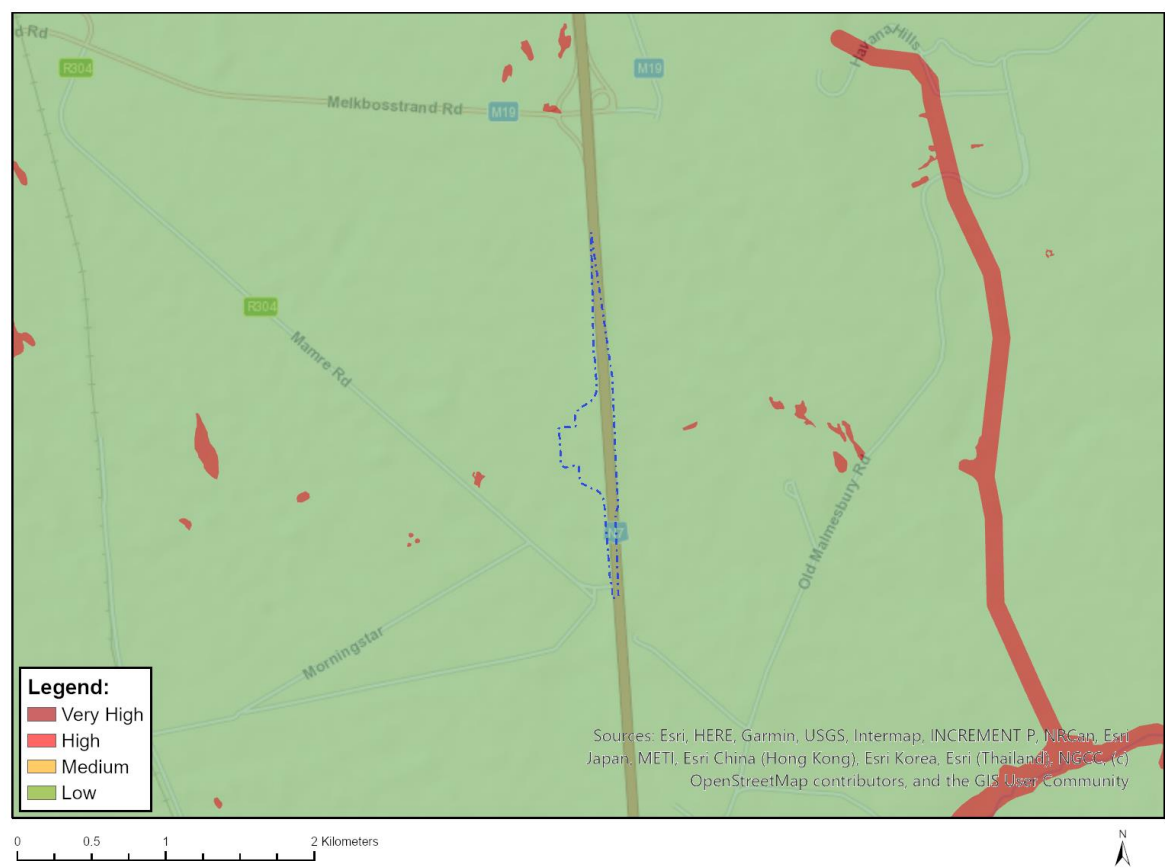 d Rd
R304
Havana Hills
M19
Melkbosstrand Rd
M19
R304
Mamre Rd
Old Malmesbury Rd
Morningstar
Legend:
Very High
High
Medium
Low
Sources: Esri, HERE, Garmin, USGS, Intermap, INCREMENT P, NRCan, Esri
Japan, METI, Esri China (Hong Kong), Esri Korea, Esri (Thailand), NGCC, (c)
OpenStreetMap contributors, and the GIS User Community
0 0.5 1 2 Kilometers
N